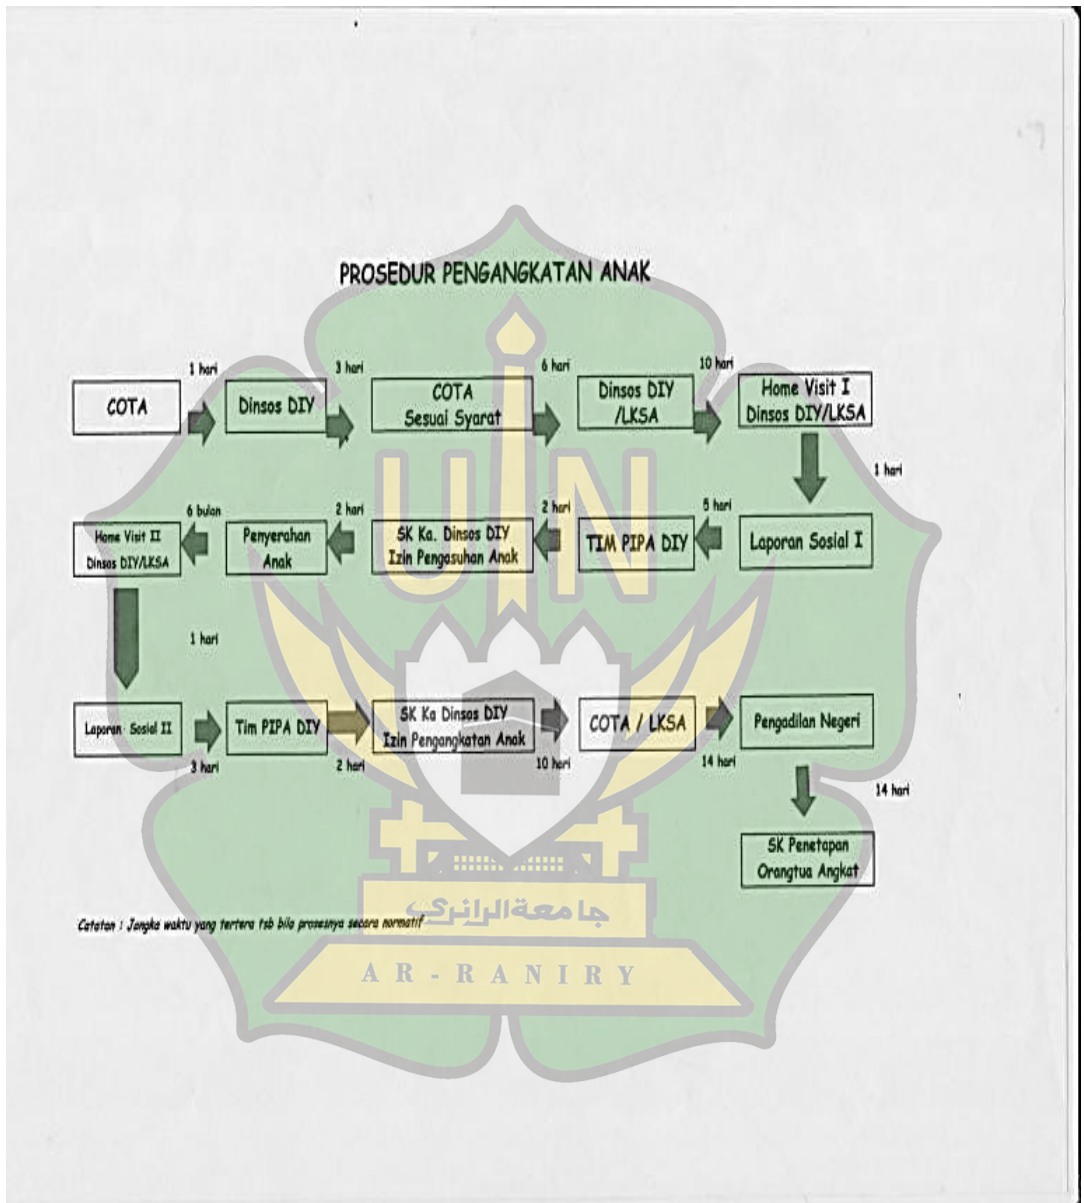 PROSEDUR PENGANGKATAN ANAK
1 hari
3 hari
6 hari
10 hari
COTA
Dinsos DIY
COTA
Sesuai Syarat
Dinsos DIY
/LKSA
Home Visit I
Dinsos DIY/LKSA
1 hari
6 bulan
2 hari
2 hari
5 hari
Home Visit II
Dinsos DIY/LKSA
Penyerahan
Anak
SK Ka. Dinsos DIY
Izin Pengasuhan Anak
TIM PIPA DIY
Laporan Sosial I
UIN
1 hari
Laporan Sosial II
Tim PIPA DIY
SK Ka Dinsos DIY
Izin Pengangkatan Anak
COTA / LKSA
Pengadilan Negeri
3 hari
2 hari
10 hari
14 hari
14 hari
SK Penetapan
Orangtua Angkat
جامعة الرانري
Catatan : Jangka waktu yang tertera tsb bila prosesnya secara normatif
AR-RANIRY